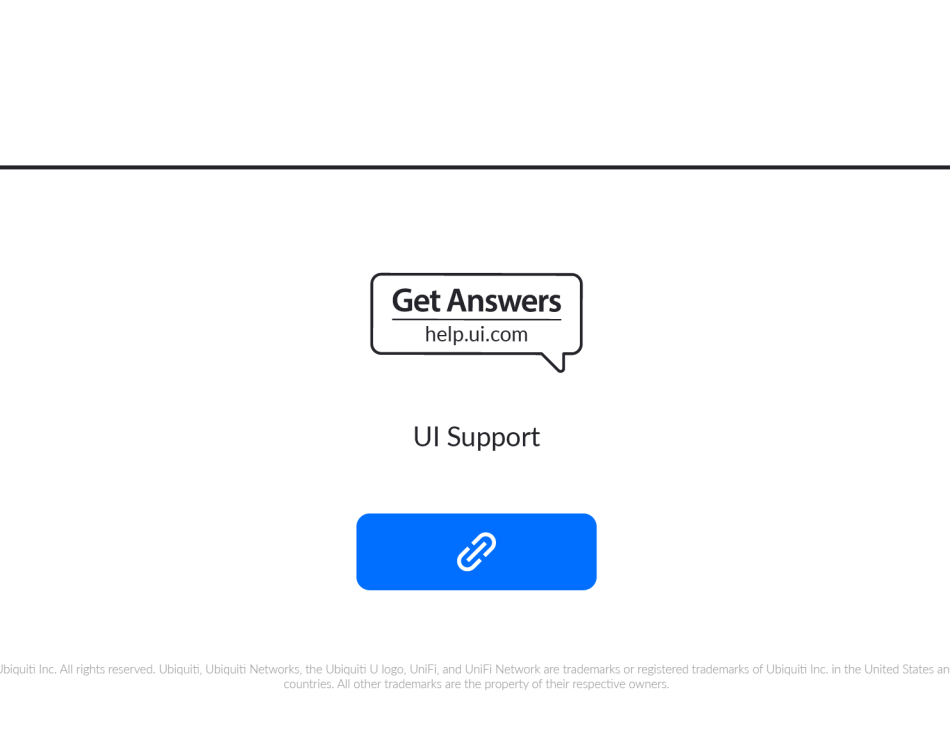 Get Answers
help.ui.com
UI Support
Ubiquiti Inc. All rights reserved. Ubiquiti, Ubiquiti Networks, the Ubiquiti U logo, UniFi, and UniFi Network are trademarks or registered trademarks of Ubiquiti Inc. in the United States
countries. All other trademarks are the property of their respective owners.